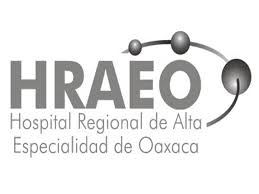 HRAEO
Hospital Regional de Alta
Especialidad de Oaxaca